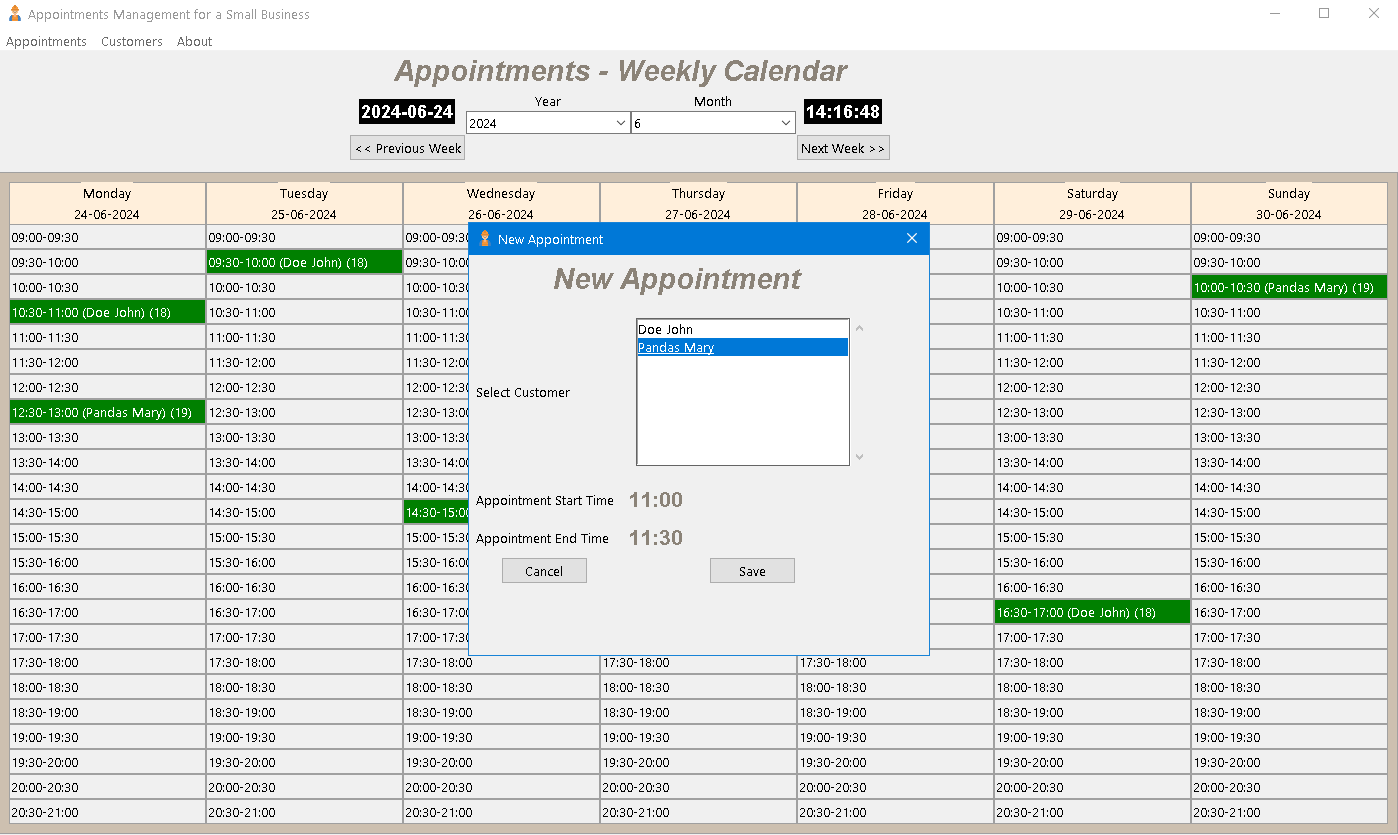 Appointments Management for a Small Business
Appointments Customers About
Appointments - Weekly Calendar
Year Month
2024-06-24 2024 6 14:16:48
<< Previous Week Next Week >>
Monday Tuesday Wednesday Thursday Friday Saturday Sunday
24-06-2024 25-06-2024 26-06-2024 27-06-2024 28-06-2024 29-06-2024 30-06-2024
09:00-09:30 09:00-09:30 09:00 New Appointment 09:00-09:30 09:00-09:30
09:30-10:00 09:30-10:00 (Doe John) (18) 09:30-10:00 09:30-10:00 09:30-10:00
New Appointment
10:00-10:30 10:00-10:30 10:00-10:30 10:00-10:30 10:00-10:30 (Pandas Mary) (19)
10:30-11:00 (Doe John) (18) 10:30-11:00 10:30-11:00 10:30-11:00 10:30-11:00
11:00-11:30 11:00-11:30 11:00-11:30 Doe John 11:00-11:30 11:00-11:30
Pandas Mary
11:30-12:00 11:30-12:00 11:30-12:00 11:30-12:00 11:30-12:00
12:00-12:30 12:00-12:30 12:00-12:30 Select Customer 12:00-12:30 12:00-12:30
12:30-13:00 (Pandas Mary) (19) 12:30-13:00 12:30-13:00 12:30-13:00 12:30-13:00
13:00-13:30 13:00-13:30 13:00-13:30 13:00-13:30 13:00-13:30
13:30-14:00 13:30-14:00 13:30-14:00 13:30-14:00 13:30-14:00
14:00-14:30 14:00-14:30 14:00-14:30 14:00-14:30 14:00-14:30
Appointment Start Time 11:00
14:30-15:00 14:30-15:00 14:30-15:00 14:30-15:00 14:30-15:00
15:00-15:30 15:00-15:30 15:00-15:30 Appointment End Time 11:30 15:00-15:30 15:00-15:30
15:30-16:00 15:30-16:00 15:30-16:00 Cancel Save 15:30-16:00 15:30-16:00
16:00-16:30 16:00-16:30 16:00-16:30 16:00-16:30 16:00-16:30
16:30-17:00 16:30-17:00 16:30-17:00 16:30-17:00 (Doe John) (18) 16:30-17:00
17:00-17:30 17:00-17:30 17:00-17:30 17:00-17:30 17:00-17:30
17:30-18:00 17:30-18:00 17:30-18:00 17:30-18:00 17:30-18:00 17:30-18:00 17:30-18:00
18:00-18:30 18:00-18:30 18:00-18:30 18:00-18:30 18:00-18:30 18:00-18:30 18:00-18:30
18:30-19:00 18:30-19:00 18:30-19:00 18:30-19:00 18:30-19:00 18:30-19:00 18:30-19:00
19:00-19:30 19:00-19:30 19:00-19:30 19:00-19:30 19:00-19:30 19:00-19:30 19:00-19:30
19:30-20:00 19:30-20:00 19:30-20:00 19:30-20:00 19:30-20:00 19:30-20:00 19:30-20:00
20:00-20:30 20:00-20:30 20:00-20:30 20:00-20:30 20:00-20:30 20:00-20:30 20:00-20:30
20:30-21:00 20:30-21:00 20:30-21:00 20:30-21:00 20:30-21:00 20:30-21:00 20:30-21:00